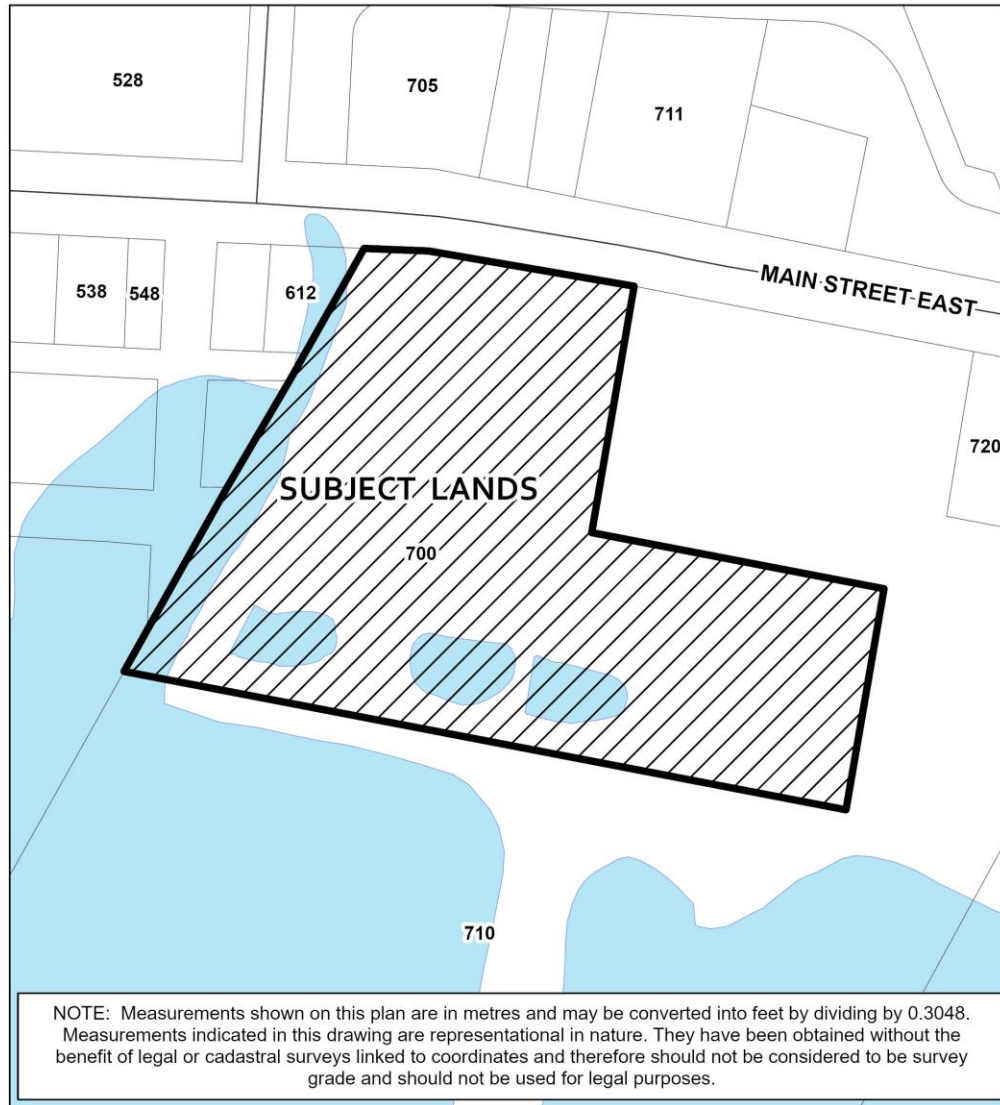 528
705
711
MAIN STREET EAST
538
548
612
720
SUBJECT LANDS
700
710
NOTE: Measurements shown on this plan are in metres and may be converted into feet by dividing by 0.3048.
Measurements indicated in this drawing are representational in nature. They have been obtained without the
benefit of legal or cadastral surveys linked to coordinates and therefore should not be considered to be survey
grade and should not be used for legal purposes.